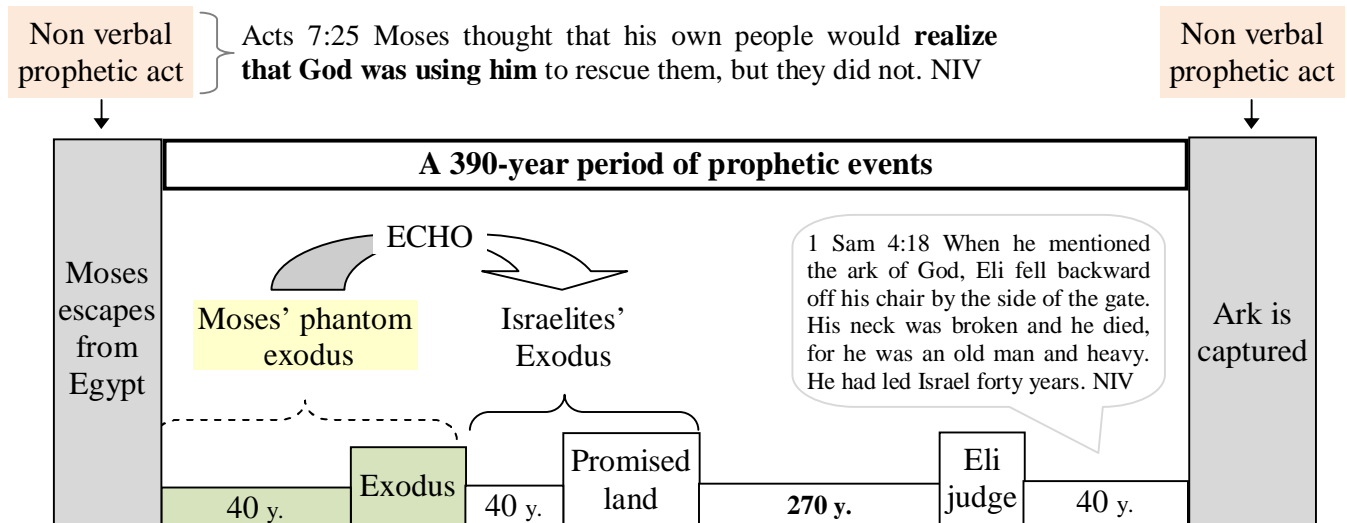 Non verbal
prophetic act
Acts 7:25 Moses thought that his own people would realize
that God was using him to rescue them, but they did not. NIV
Non verbal
prophetic act
A 390-year period of prophetic events
Moses
escapes
from
Egypt
ECHO
Moses’ phantom
exodus
Israelites’
Exodus
1 Sam 4:18 When he mentioned
the ark of God, Eli fell backward
off his chair by the side of the gate.
His neck was broken and he died,
for he was an old man and heavy.
He had led Israel forty years. NIV
Ark is
captured
40 y.
Exodus
40 y.
Promised
land
270 y.
Eli
judge
40 y.